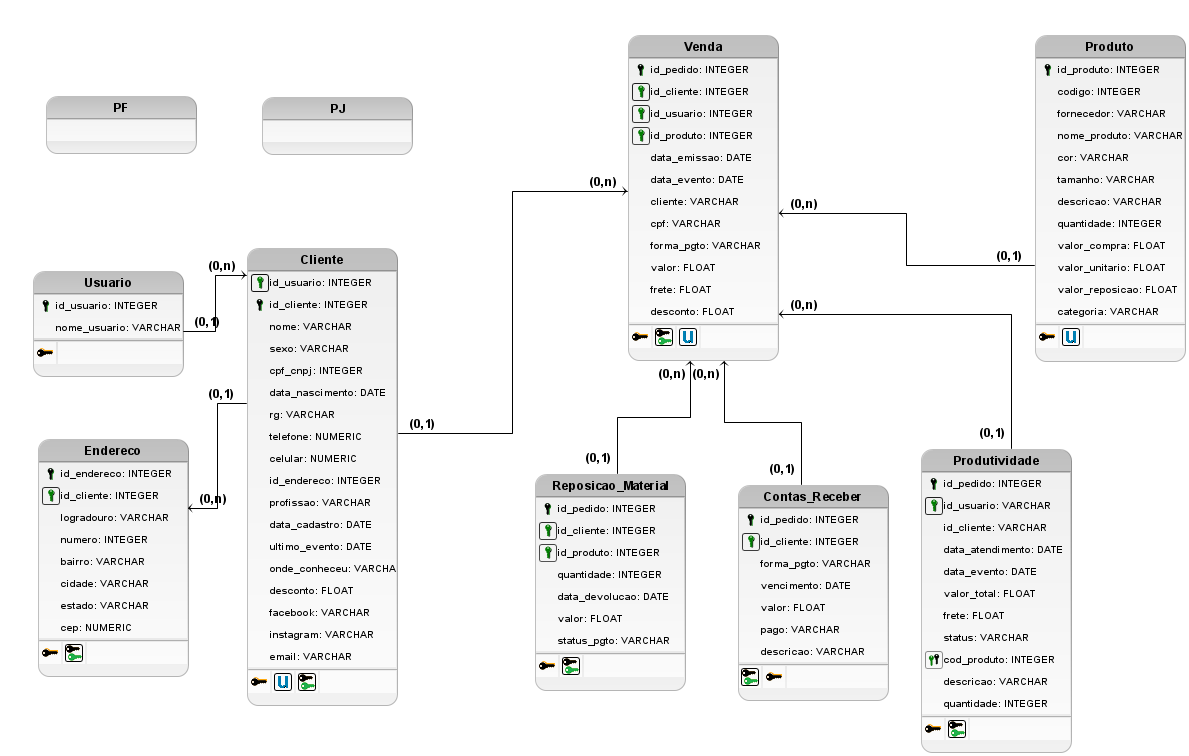 PF
PJ
Venda
id_pedido: INTEGER
id_cliente: INTEGER
id_usuario: INTEGER
id_produto: INTEGER
data_emissao: DATE
data_evento: DATE
cliente: VARCHAR
cpf: VARCHAR
forma_pgto: VARCHAR
valor: FLOAT
frete: FLOAT
desconto: FLOAT
U
Produto
id_produto: INTEGER
codigo: INTEGER
fornecedor: VARCHAR
nome_produto: VARCHAR
cor: VARCHAR
tamanho: VARCHAR
descricao: VARCHAR
quantidade: INTEGER
valor_compra: FLOAT
valor_unitario: FLOAT
valor_reposicao: FLOAT
categoria: VARCHAR
U
(0,n)
(0,n)
(0,1)
(0,n)
Usuario
id_usuario: INTEGER
nome_usuario: VARCHAR
(0,n)
(0,1)
(0,1)
(0,n)
Cliente
id_usuario: INTEGER
id_cliente: INTEGER
nome: VARCHAR
sexo: VARCHAR
cpf_cnpj: INTEGER
data_nascimento: DATE
rg: VARCHAR
telefone: NUMERIC
celular: NUMERIC
id_endereco: INTEGER
profissao: VARCHAR
data_cadastro: DATE
ultimo_evento: DATE
onde_conheceu: VARCHA
desconto: FLOAT
facebook: VARCHAR
instagram: VARCHAR
email: VARCHAR
U
(0,1)
Endereco
id_endereco: INTEGER
id_cliente: INTEGER
logradouro: VARCHAR
numero: INTEGER
bairro: VARCHAR
cidade: VARCHAR
estado: VARCHAR
cep: NUMERIC
(0,n) (0,n)
(0,1)
(0,1)
(0,1)
Reposicao_Material
id_pedido: INTEGER
id_cliente: INTEGER
id_produto: INTEGER
quantidade: INTEGER
data_devolucao: DATE
valor: FLOAT
status_pgto: VARCHAR
Contas_Receber
id_pedido: INTEGER
id_cliente: INTEGER
forma_pgto: VARCHAR
vencimento: DATE
valor: FLOAT
pago: VARCHAR
descricao: VARCHAR
Produtividade
id_pedido: INTEGER
id_usuario: VARCHAR
id_cliente: VARCHAR
data_atendimento: DATE
data_evento: DATE
valor_total: FLOAT
frete: FLOAT
status: VARCHAR
cod_produto: INTEGER
descricao: VARCHAR
quantidade: INTEGER